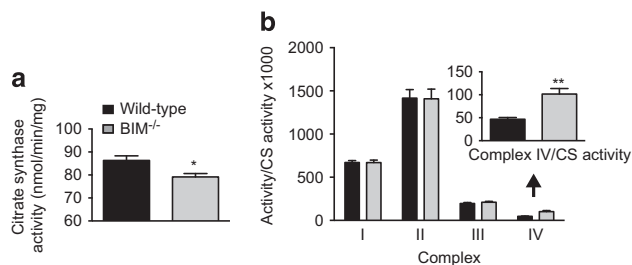 a
Wild-type
BIM-/-
Citrate synthase
activity (nmol/min/mg)
100
90
80
70
60
*
b
Activity/CS activity x1000
2000
1500
1000
500
0
I
II
III
IV
Complex
150
100
50
0
**
Complex IV/CS activity